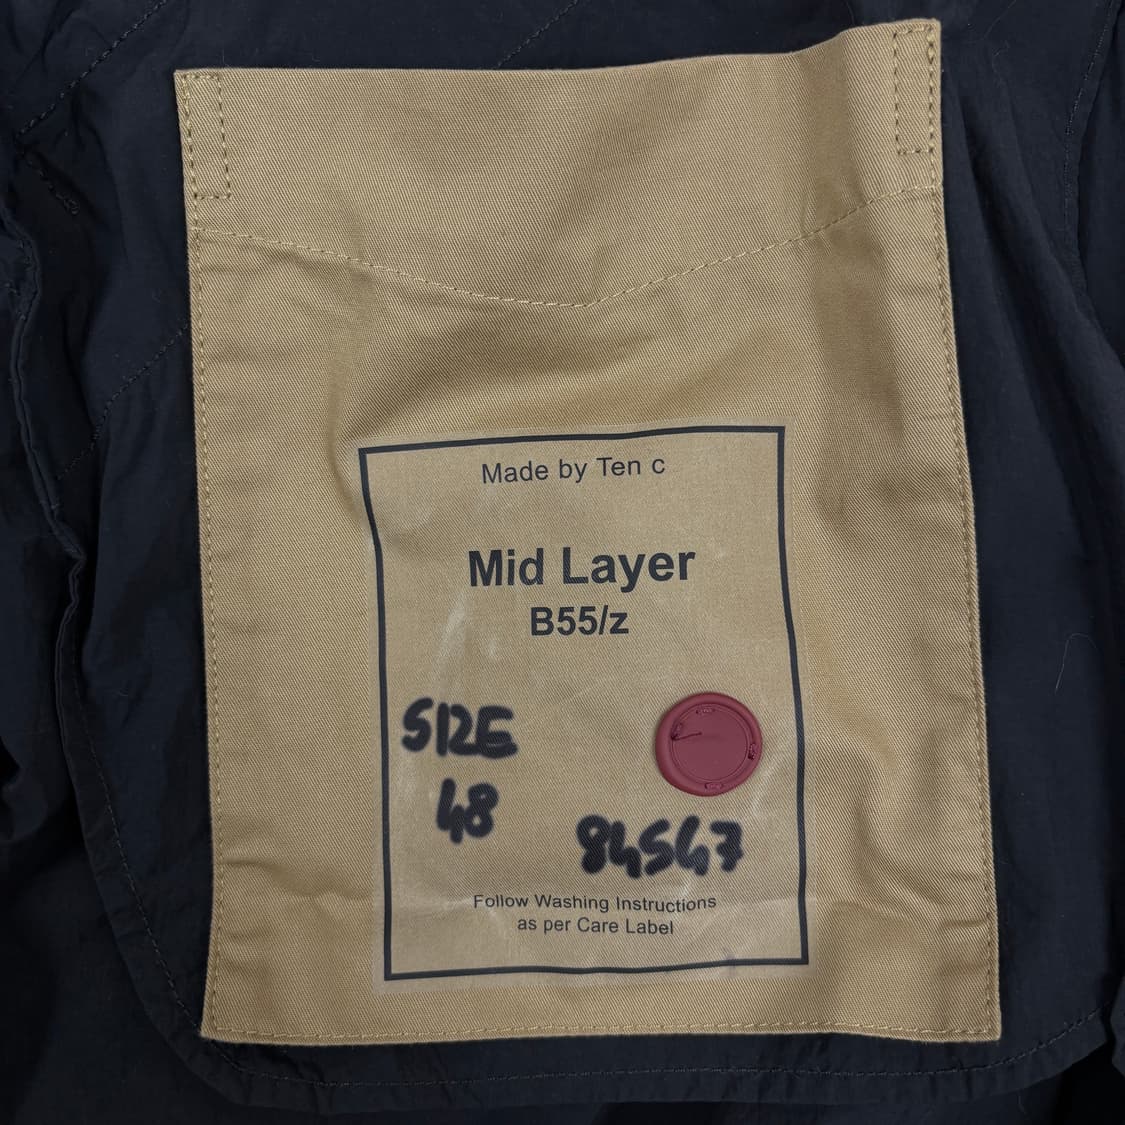 Made by Ten c
Mid Layer
B55/z
SIZE
48
84547
Follow Washing Instructions
as per Care Label